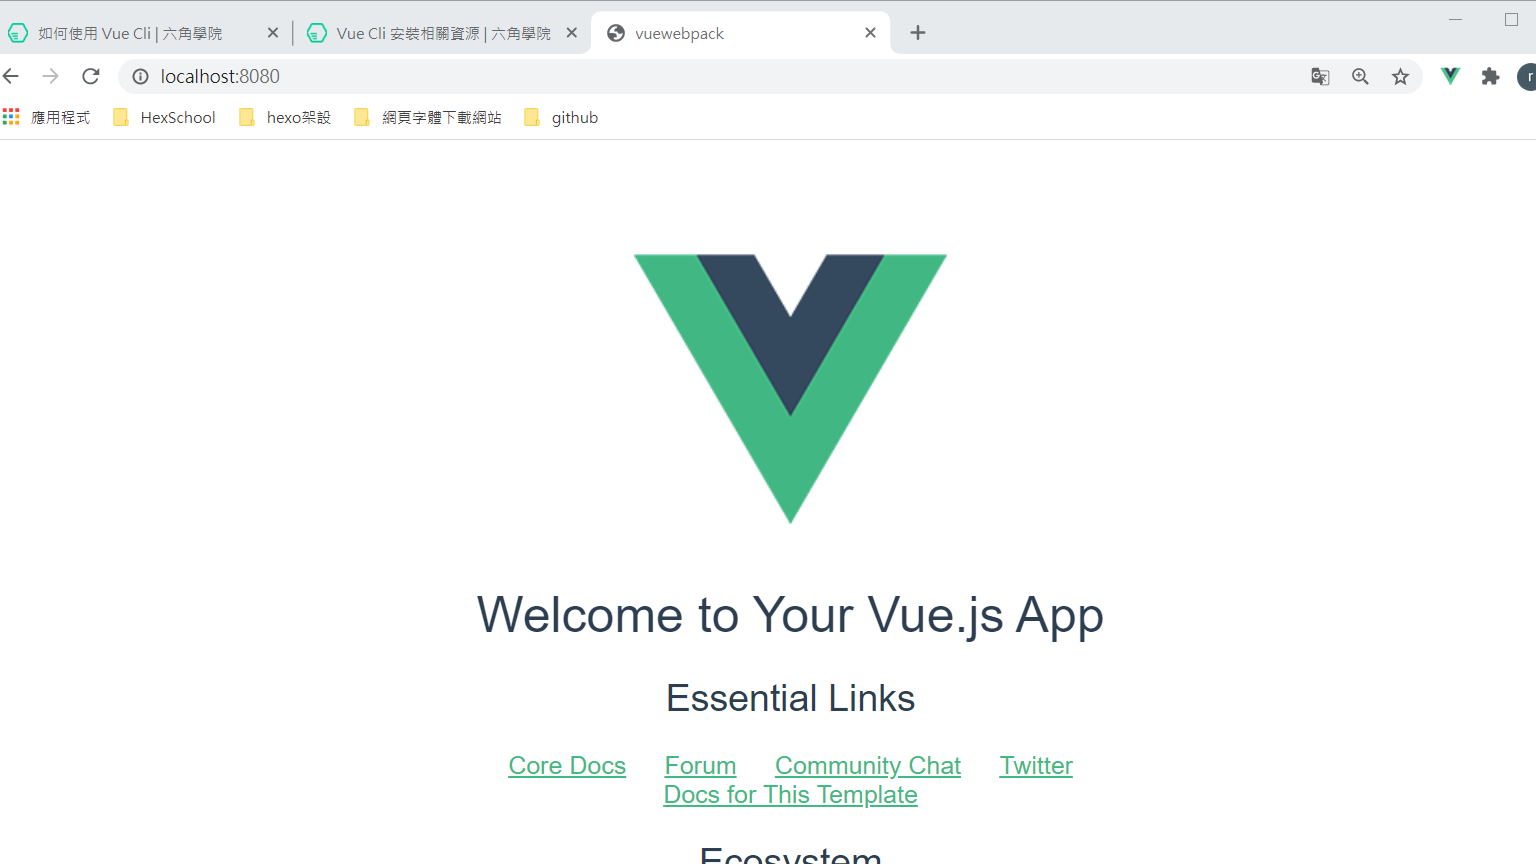 如何使用 Vue Cli | 六角學院
Vue Cli 安裝相關資源 | 六角學院
vuewebpack
localhost:8080
r
應用程式
HexSchool
hexo架設
網頁字體下載網站
github
Welcome to Your Vue.js App
Essential Links
Core Docs Forum Community Chat Twitter
Docs for This Template
Ecosystem